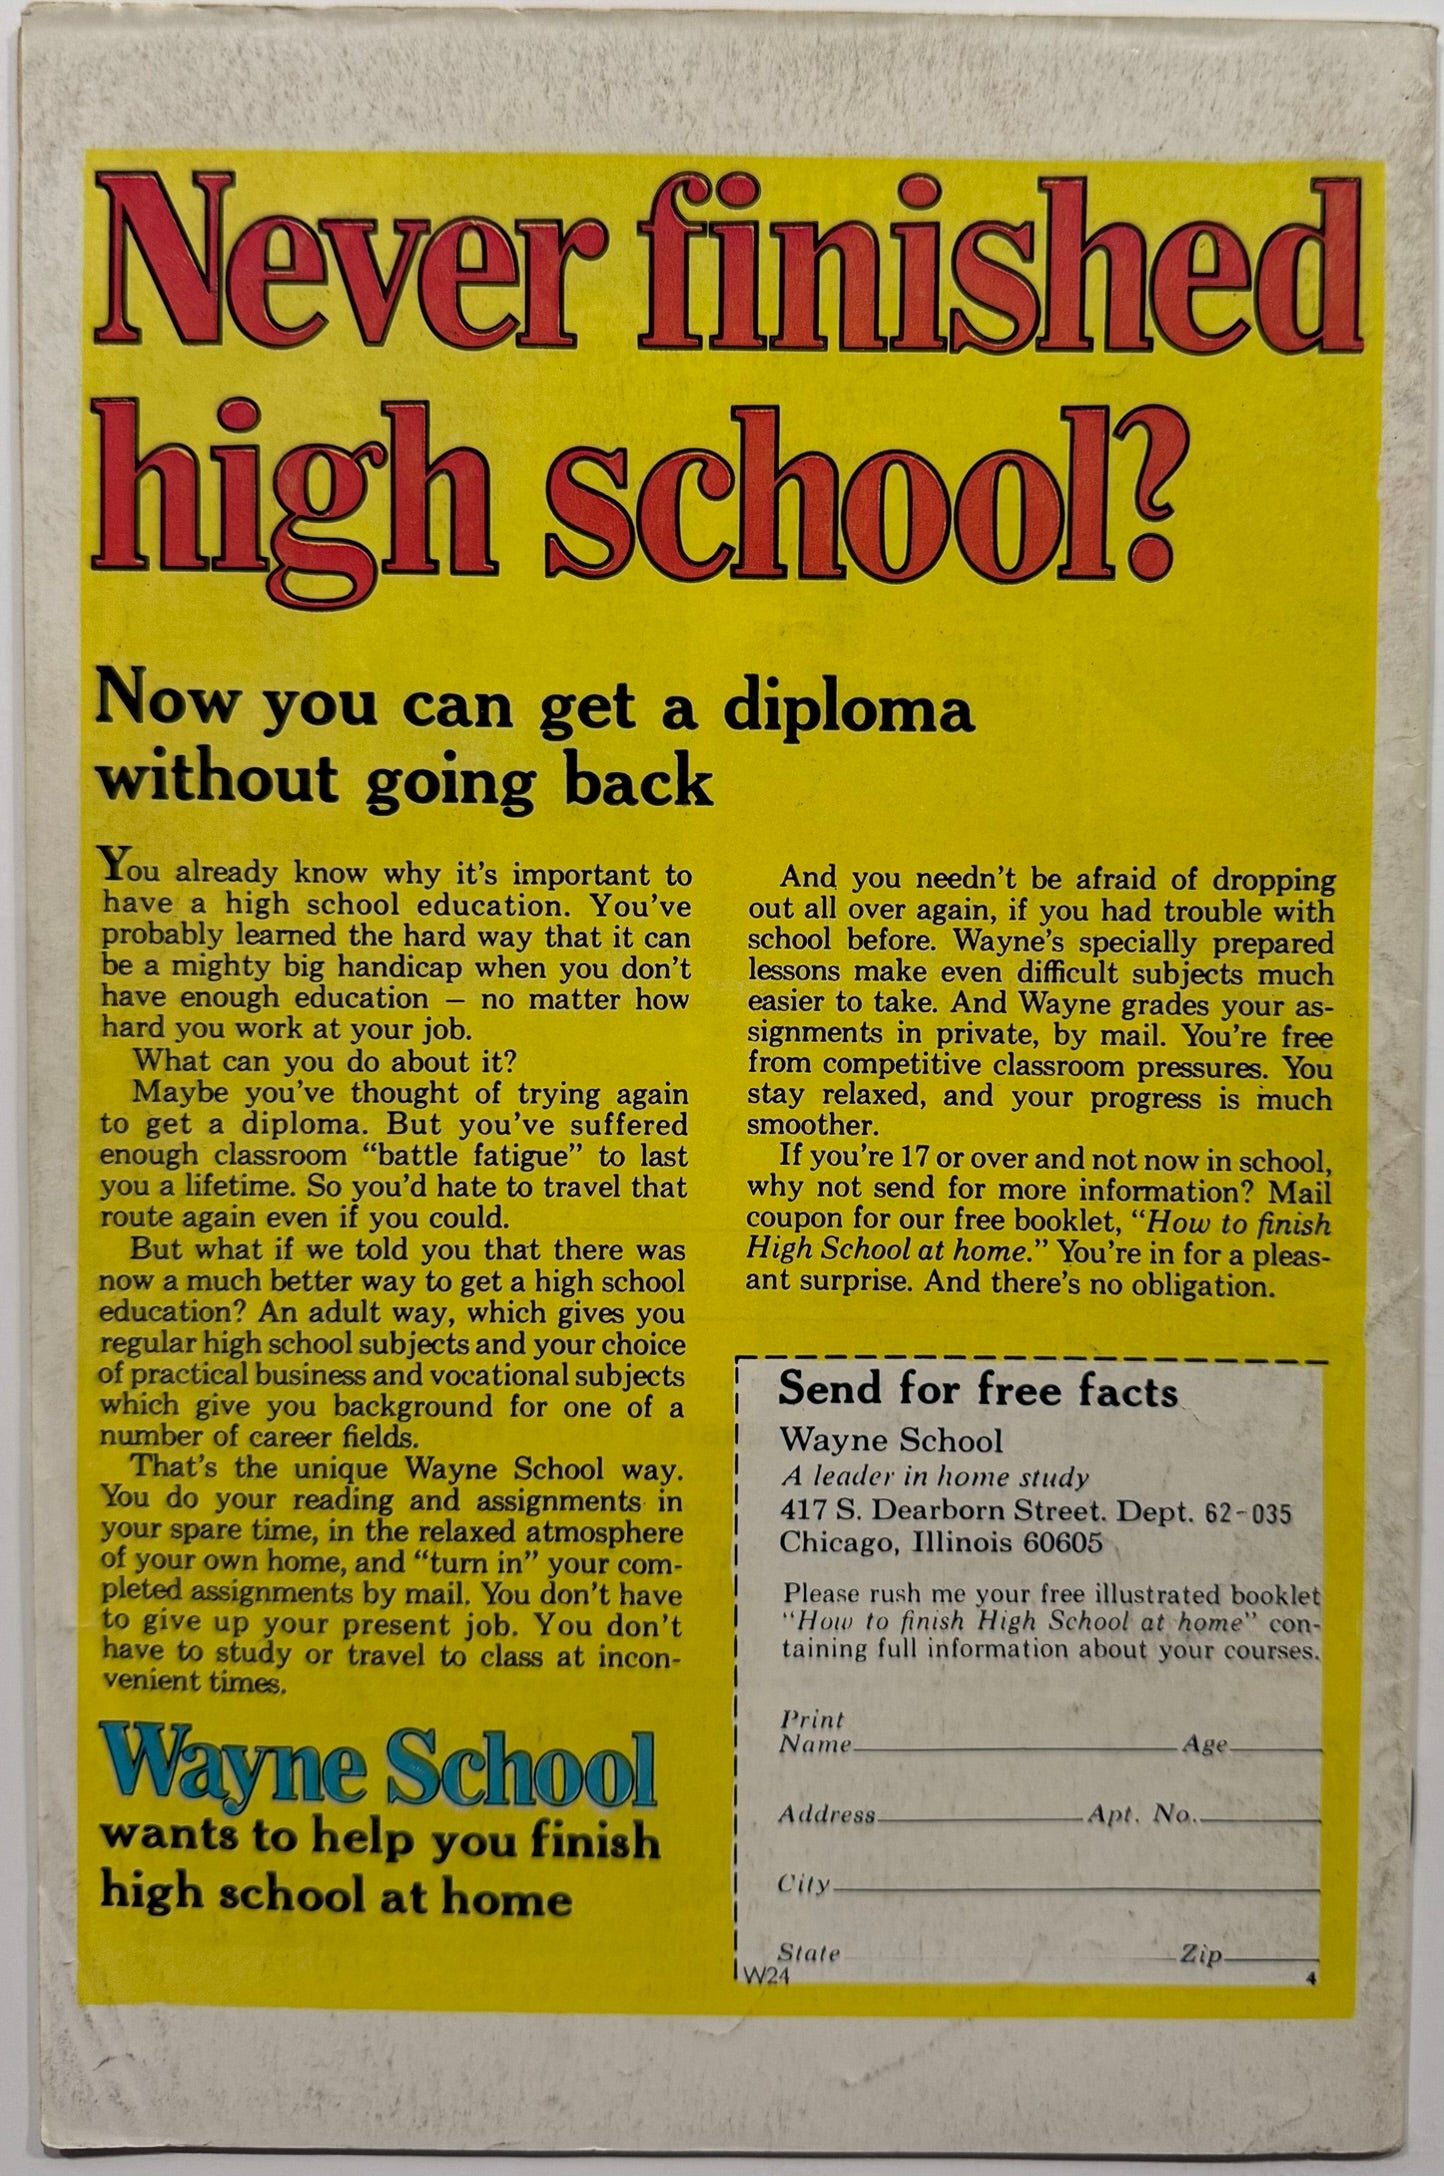 Never finished
high school?
Now you can get a diploma
without going back
You already know why it's important to
have a high school education. You've
probably learned the hard way that it can
be a mighty big handicap when you don't
have enough education – no matter how
hard you work at your job.
What can you do about it?
Maybe you've thought of trying again
to get a diploma. But you've suffered
enough classroom “battle fatigue” to last
you a lifetime. So you'd hate to travel that
route again even if you could.
But what if we told you that there was
now a much better way to get a high school
education? An adult way, which gives you
regular high school subjects and your choice
of practical business and vocational subjects
which give you background for one of a
number of career fields.
That's the unique Wayne School way.
You do your reading and assignments in
your spare time, in the relaxed atmosphere
of your own home, and “turn in” your com-
pleted assignments by mail. You don't have
to give up your present job. You don't
have to study or travel to class at incon-
venient times.
Wayne School
wants to help you finish
high school at home
And you needn't be afraid of dropping
out all over again, if you had trouble with
school before. Wayne's specially prepared
lessons make even difficult subjects much
easier to take. And Wayne grades your as-
signments in private, by mail. You're free
from competitive classroom pressures. You
stay relaxed, and your progress is much
smoother.
If you're 17 or over and not now in school,
why not send for more information? Mail
coupon for our free booklet, “How to finish
High School at home.” You're in for a pleas-
ant surprise. And there's no obligation.
Send for free facts
Wayne School
A leader in home study
417 S. Dearborn Street. Dept. 62-035
Chicago, Illinois 60605
Please rush me your free illustrated booklet
“How to finish High School at home” con-
taining full information about your courses.
Print
Name Age
Address Apt. No.
City
State Zip
W24 4